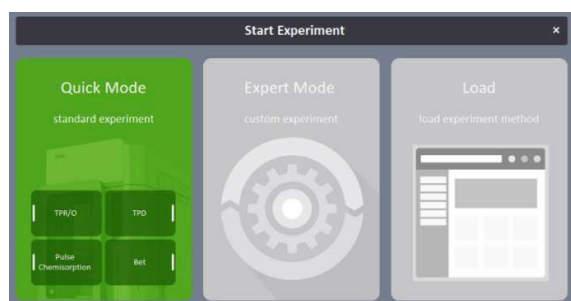 Start Experiment ×
Quick Mode
standard experiment
TPR/O
TPD
Pulse
Chemisorption
Bet
Expert Mode
custom experiment
Load
load experiment method